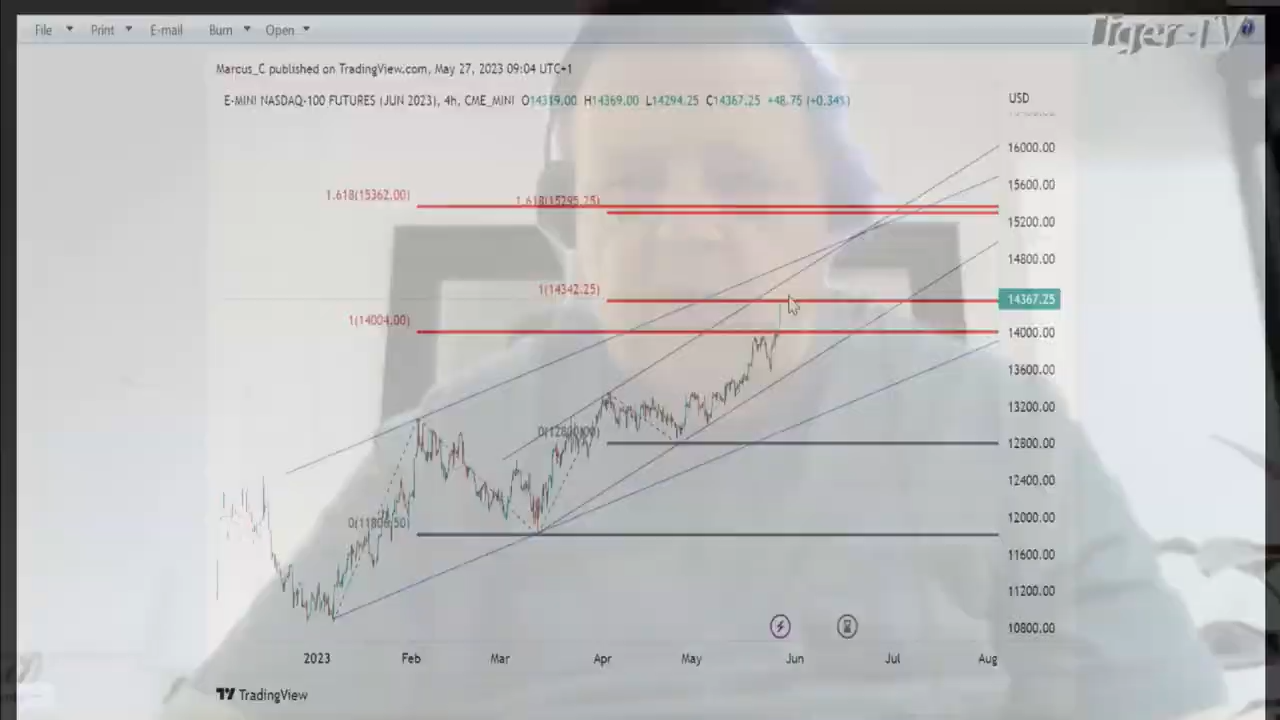 File Print E-mail Burn Open
Tiger-TV
Marcus_C published on TradingView.com, May 27, 2023 09:04 UTC+1
E-MINI NASDAQ-100 FUTURES (JUN 2023), 4h, CME_MINI O14319.00 H14369.00 L14294.25 C14367.25 +48.75 (+0.34%)
USD
16000.00
15600.00
1.618(15362.00)
1.618(15295.25)
15200.00
14800.00
1(14342.25)
14367.25
1(14004.00)
14000.00
13600.00
13200.00
12800.00
12400.00
0(11806.50)
12000.00
11600.00
11200.00
10800.00
2023 Feb Mar Apr May Jun Jul Aug
TradingView